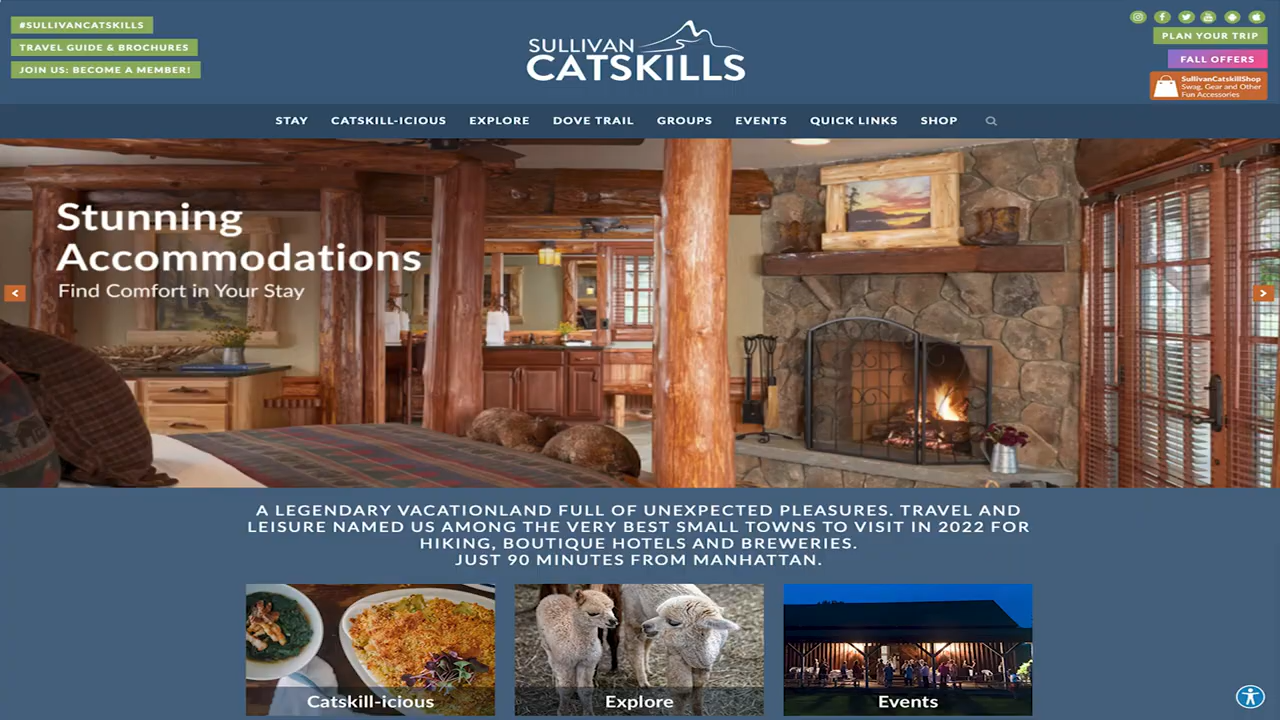 #SULLIVANCATSKILLS
TRAVEL GUIDE & BROCHURES
JOIN US: BECOME A MEMBER!
SULLIVAN
CATSKILLS
PLAN YOUR TRIP
FALL OFFERS
SullivanCatskillShop
Swag, Gear and Other
Fun Accessories
STAY CATSKILL-ICIOUS EXPLORE DOVE TRAIL GROUPS EVENTS QUICK LINKS SHOP
Stunning
Accommodations
Find Comfort in Your Stay
A LEGENDARY VACATIONLAND FULL OF UNEXPECTED PLEASURES. TRAVEL AND
LEISURE NAMED US AMONG THE VERY BEST SMALL TOWNS TO VISIT IN 2022 FOR
HIKING, BOUTIQUE HOTELS AND BREWERIES.
JUST 90 MINUTES FROM MANHATTAN.
Catskill-icious
Explore
Events